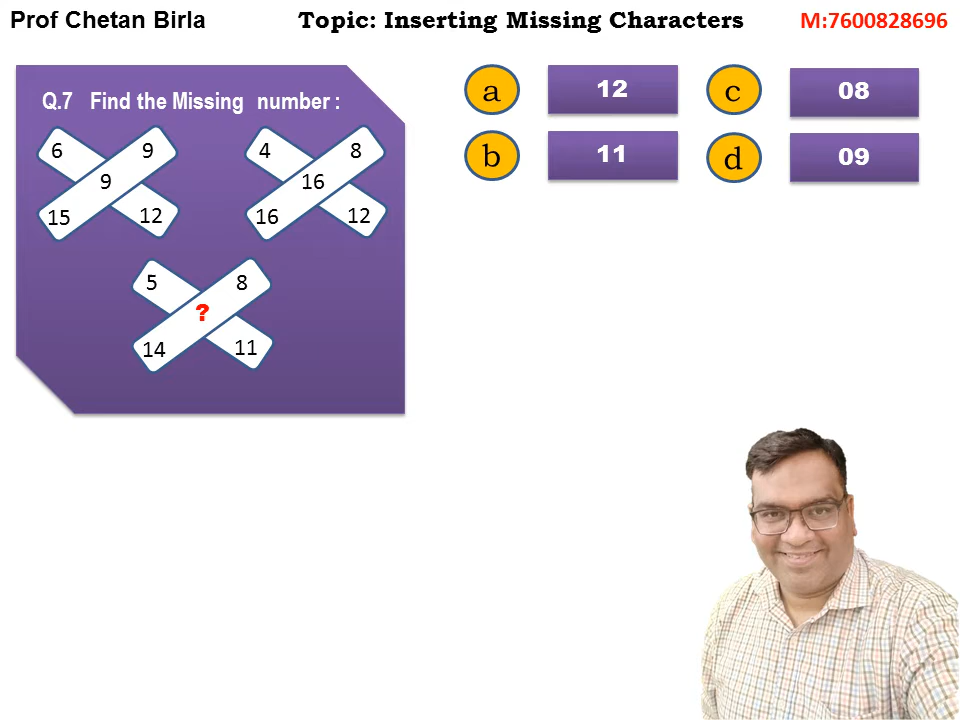 Prof Chetan Birla Topic: Inserting Missing Characters M:7600828696
Q.7 Find the Missing number :
6 9 4 8
9 16
15 12 16 12
5 8
?
14 11
a 12 c 08
b 11 d 09